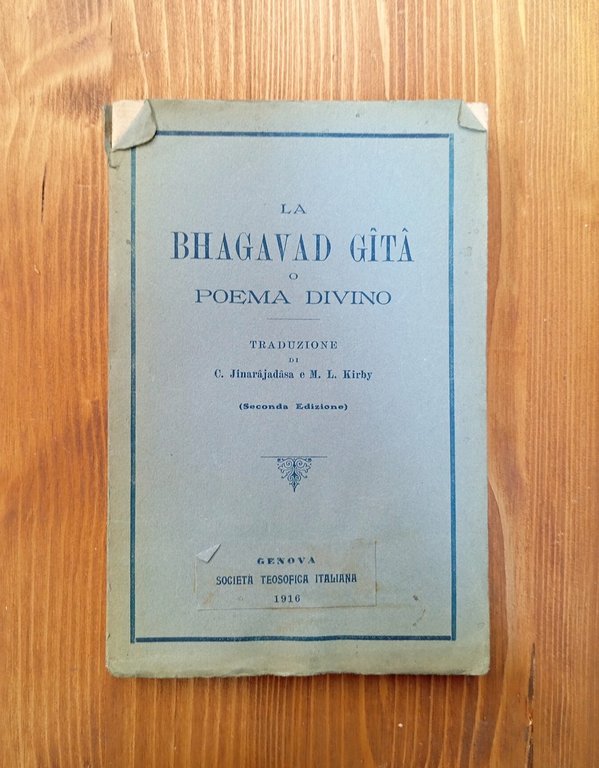 LA
BHAGAVAD GÎTÂ
O
POEMA DIVINO
TRADUZIONE
DI
C. Jinarâjadâsa e M. L. Kirby
(Seconda Edizione)
GENOVA
SOCIETÀ TEOSOFICA ITALIANA
1916